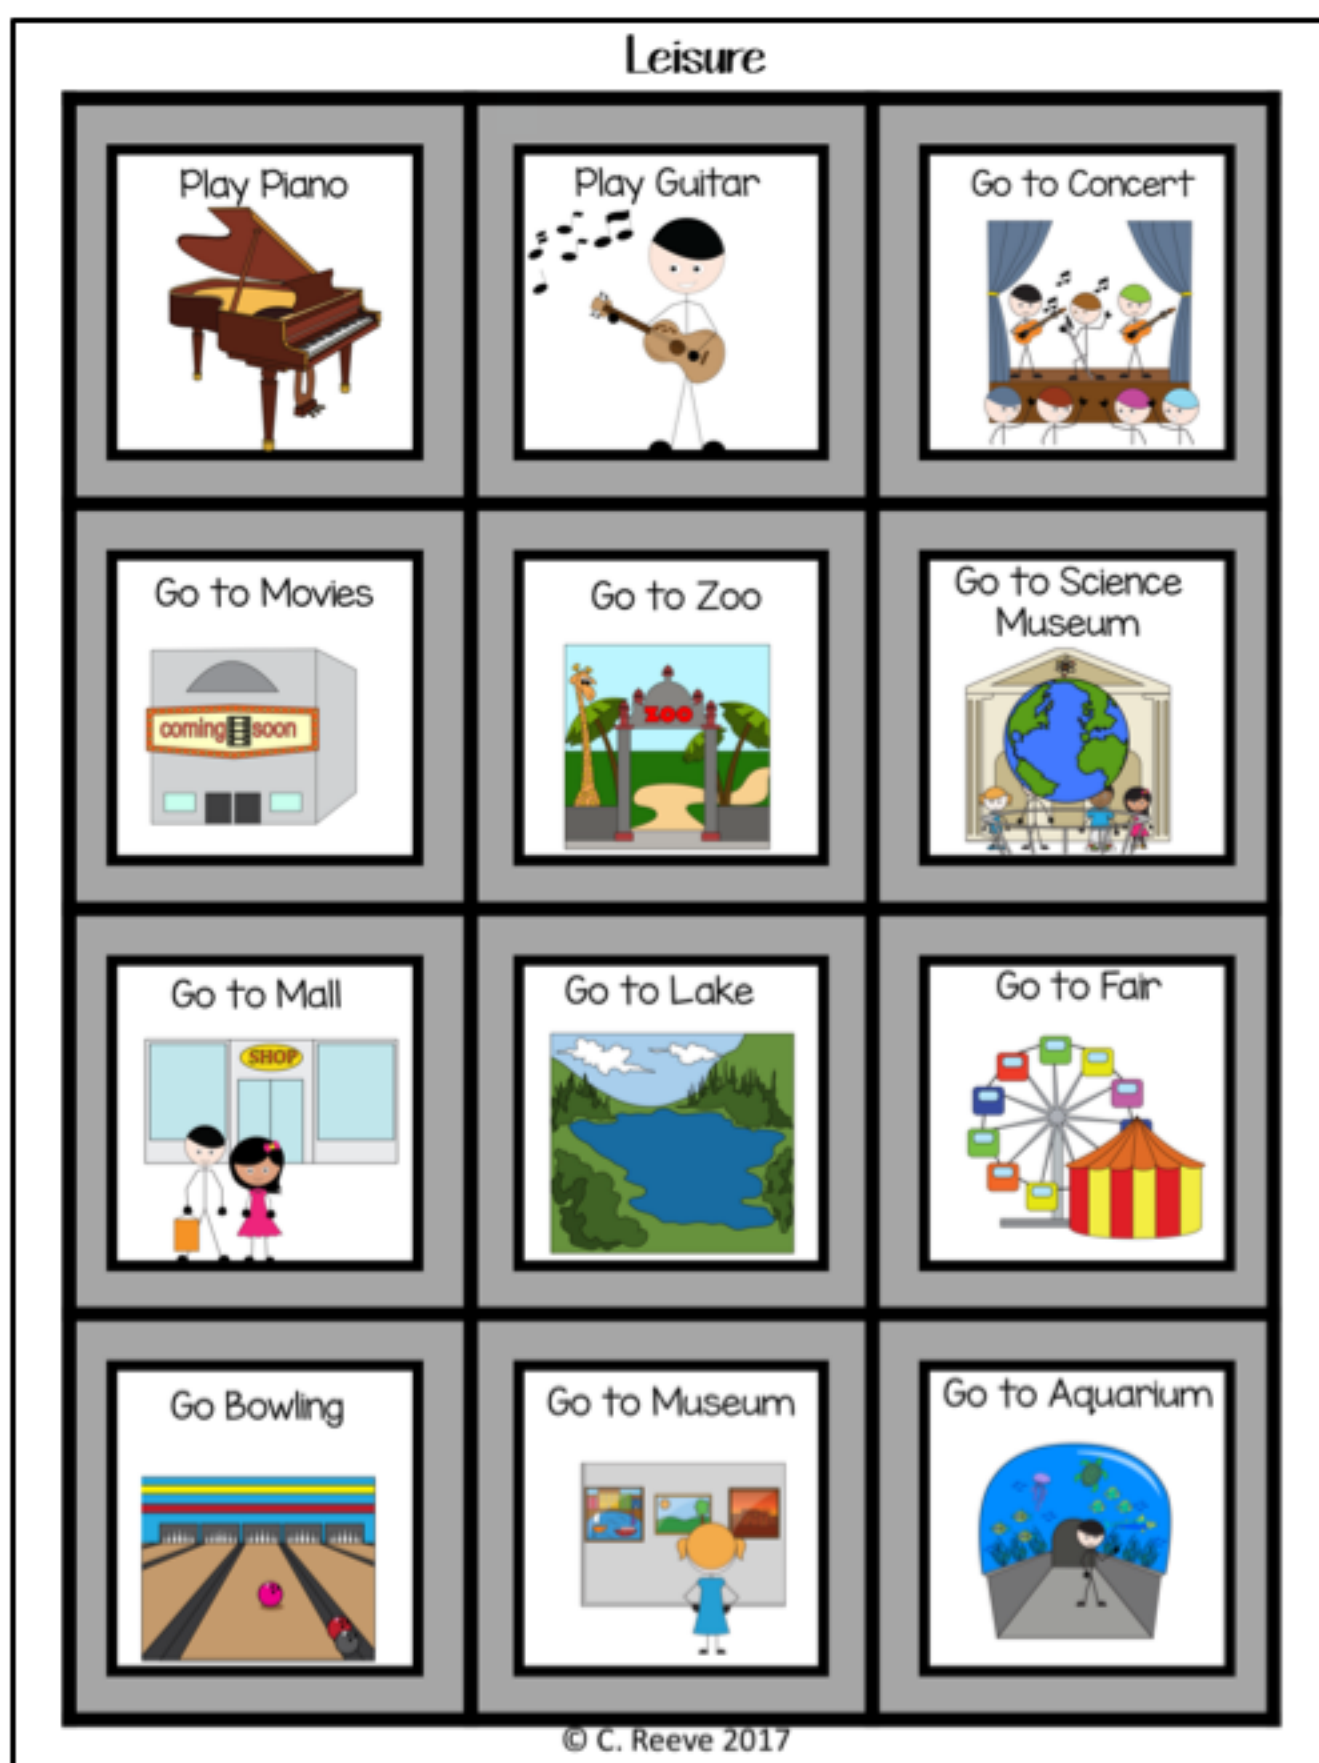 Leisure
Play Piano
Play Guitar
Go to Concert
Go to Movies
coming soon
Go to Zoo
ZOO
Go to Science
Museum
Go to Mall
SHOP
Go to Lake
Go to Fair
Go Bowling
Go to Museum
Go to Aquarium
© C. Reeve 2017